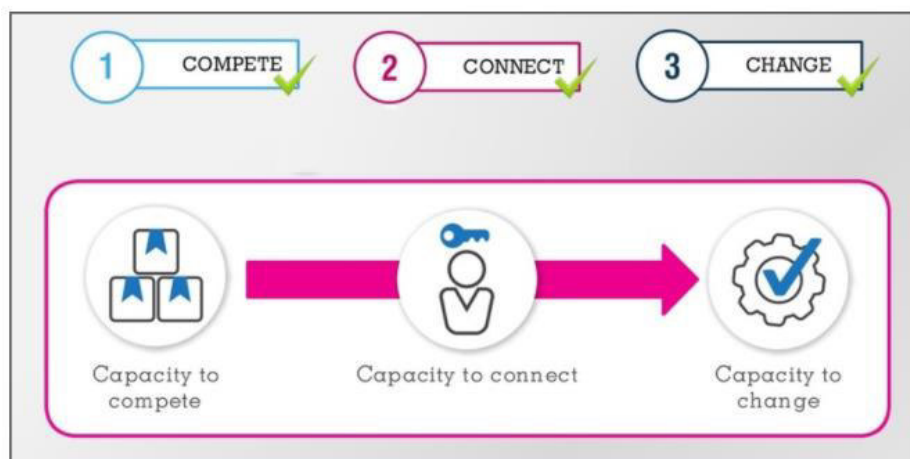 1 COMPETE
2 CONNECT
3 CHANGE
Capacity to
compete
Capacity to connect
Capacity to
change